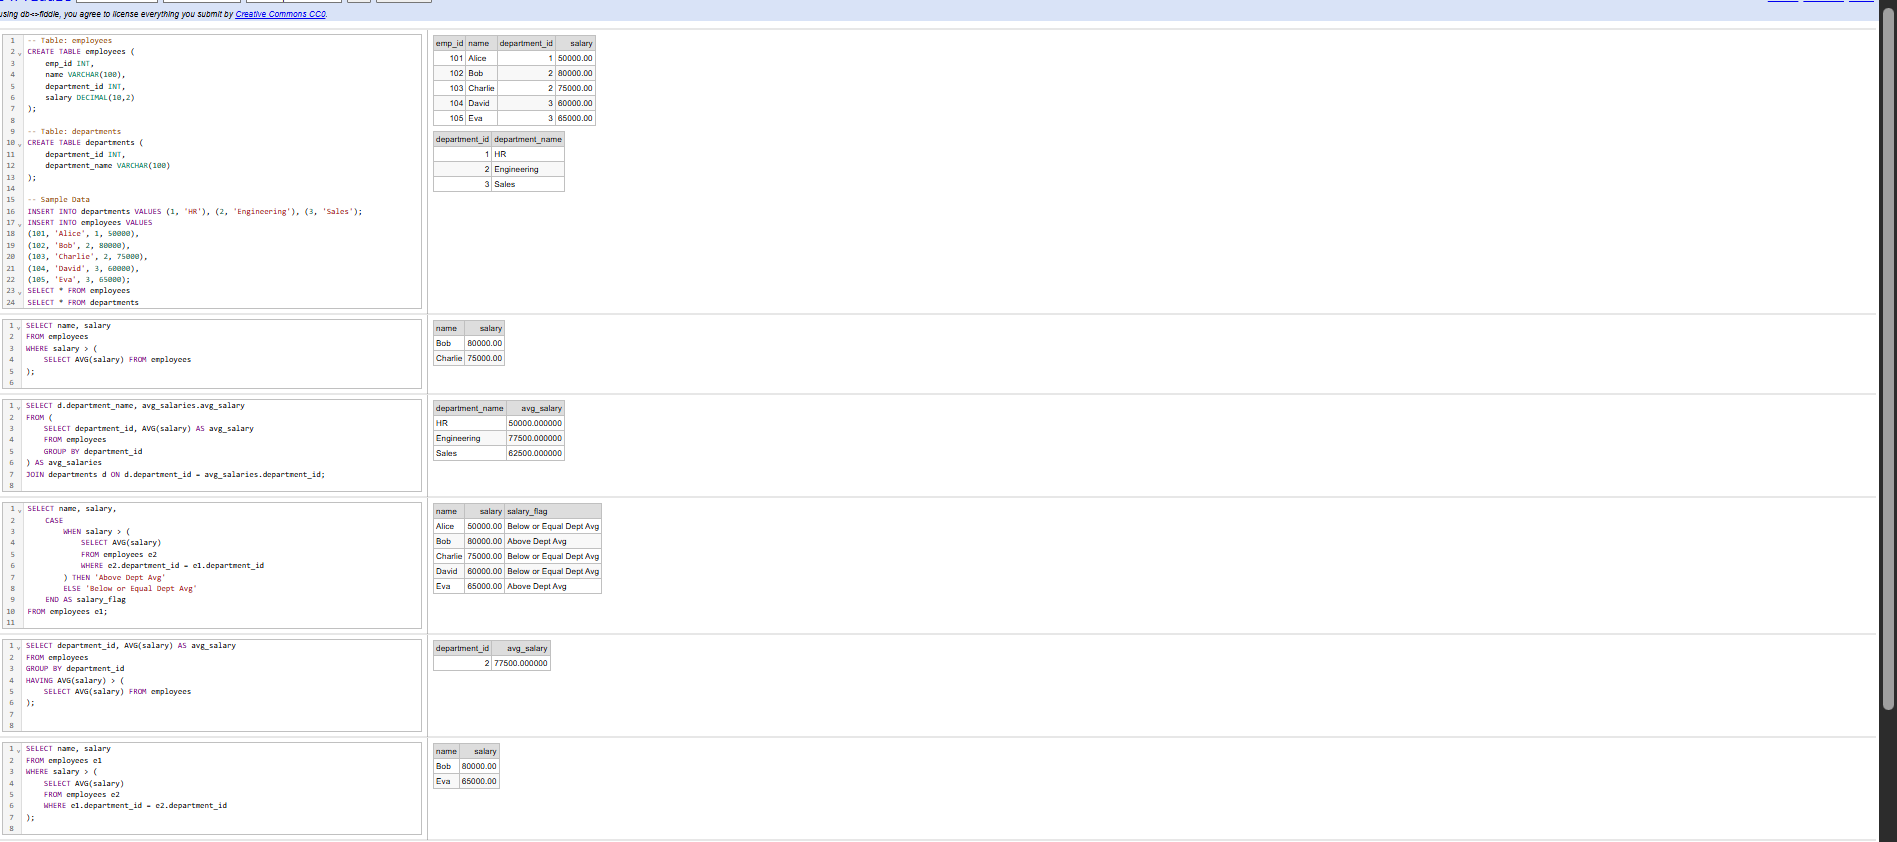 using db<>fiddle, you agree to license everything you submit by Creative Commons CC0.
1 -- Table: employees
2 CREATE TABLE employees (
3 emp_id INT,
4 name VARCHAR(100),
5 department_id INT,
6 salary DECIMAL(10,2)
7 );
8
9 -- Table: departments
10 CREATE TABLE departments (
11 department_id INT,
12 department_name VARCHAR(100)
13 );
14
15 -- Sample Data
16 INSERT INTO departments VALUES (1, 'HR'), (2, 'Engineering'), (3, 'Sales');
17 INSERT INTO employees VALUES
18 (101, 'Alice', 1, 50000),
19 (102, 'Bob', 2, 80000),
20 (103, 'Charlie', 2, 75000),
21 (104, 'David', 3, 60000),
22 (105, 'Eva', 3, 65000);
23 SELECT * FROM employees
24 SELECT * FROM departments
emp_id name department_id salary
101 Alice 1 50000.00
102 Bob 2 80000.00
103 Charlie 2 75000.00
104 David 3 60000.00
105 Eva 3 65000.00
department_id department_name
1 HR
2 Engineering
3 Sales
1 SELECT name, salary
2 FROM employees
3 WHERE salary > (
4 SELECT AVG(salary) FROM employees
5 );
6
name salary
Bob 80000.00
Charlie 75000.00
1 SELECT d.department_name, avg_salaries.avg_salary
2 FROM (
3 SELECT department_id, AVG(salary) AS avg_salary
4 FROM employees
5 GROUP BY department_id
6 ) AS avg_salaries
7 JOIN departments d ON d.department_id = avg_salaries.department_id;
8
department_name avg_salary
HR 50000.000000
Engineering 77500.000000
Sales 62500.000000
1 SELECT name, salary,
2 CASE
3 WHEN salary > (
4 SELECT AVG(salary)
5 FROM employees e2
6 WHERE e2.department_id = e1.department_id
7 ) THEN 'Above Dept Avg'
8 ELSE 'Below or Equal Dept Avg'
9 END AS salary_flag
10 FROM employees e1;
11
name salary salary_flag
Alice 50000.00 Below or Equal Dept Avg
Bob 80000.00 Above Dept Avg
Charlie 75000.00 Below or Equal Dept Avg
David 60000.00 Below or Equal Dept Avg
Eva 65000.00 Above Dept Avg
1 SELECT department_id, AVG(salary) AS avg_salary
2 FROM employees
3 GROUP BY department_id
4 HAVING AVG(salary) > (
5 SELECT AVG(salary) FROM employees
6 );
7
8
department_id avg_salary
2 77500.000000
1 SELECT name, salary
2 FROM employees e1
3 WHERE salary > (
4 SELECT AVG(salary)
5 FROM employees e2
6 WHERE e1.department_id = e2.department_id
7 );
8
name salary
Bob 80000.00
Eva 65000.00